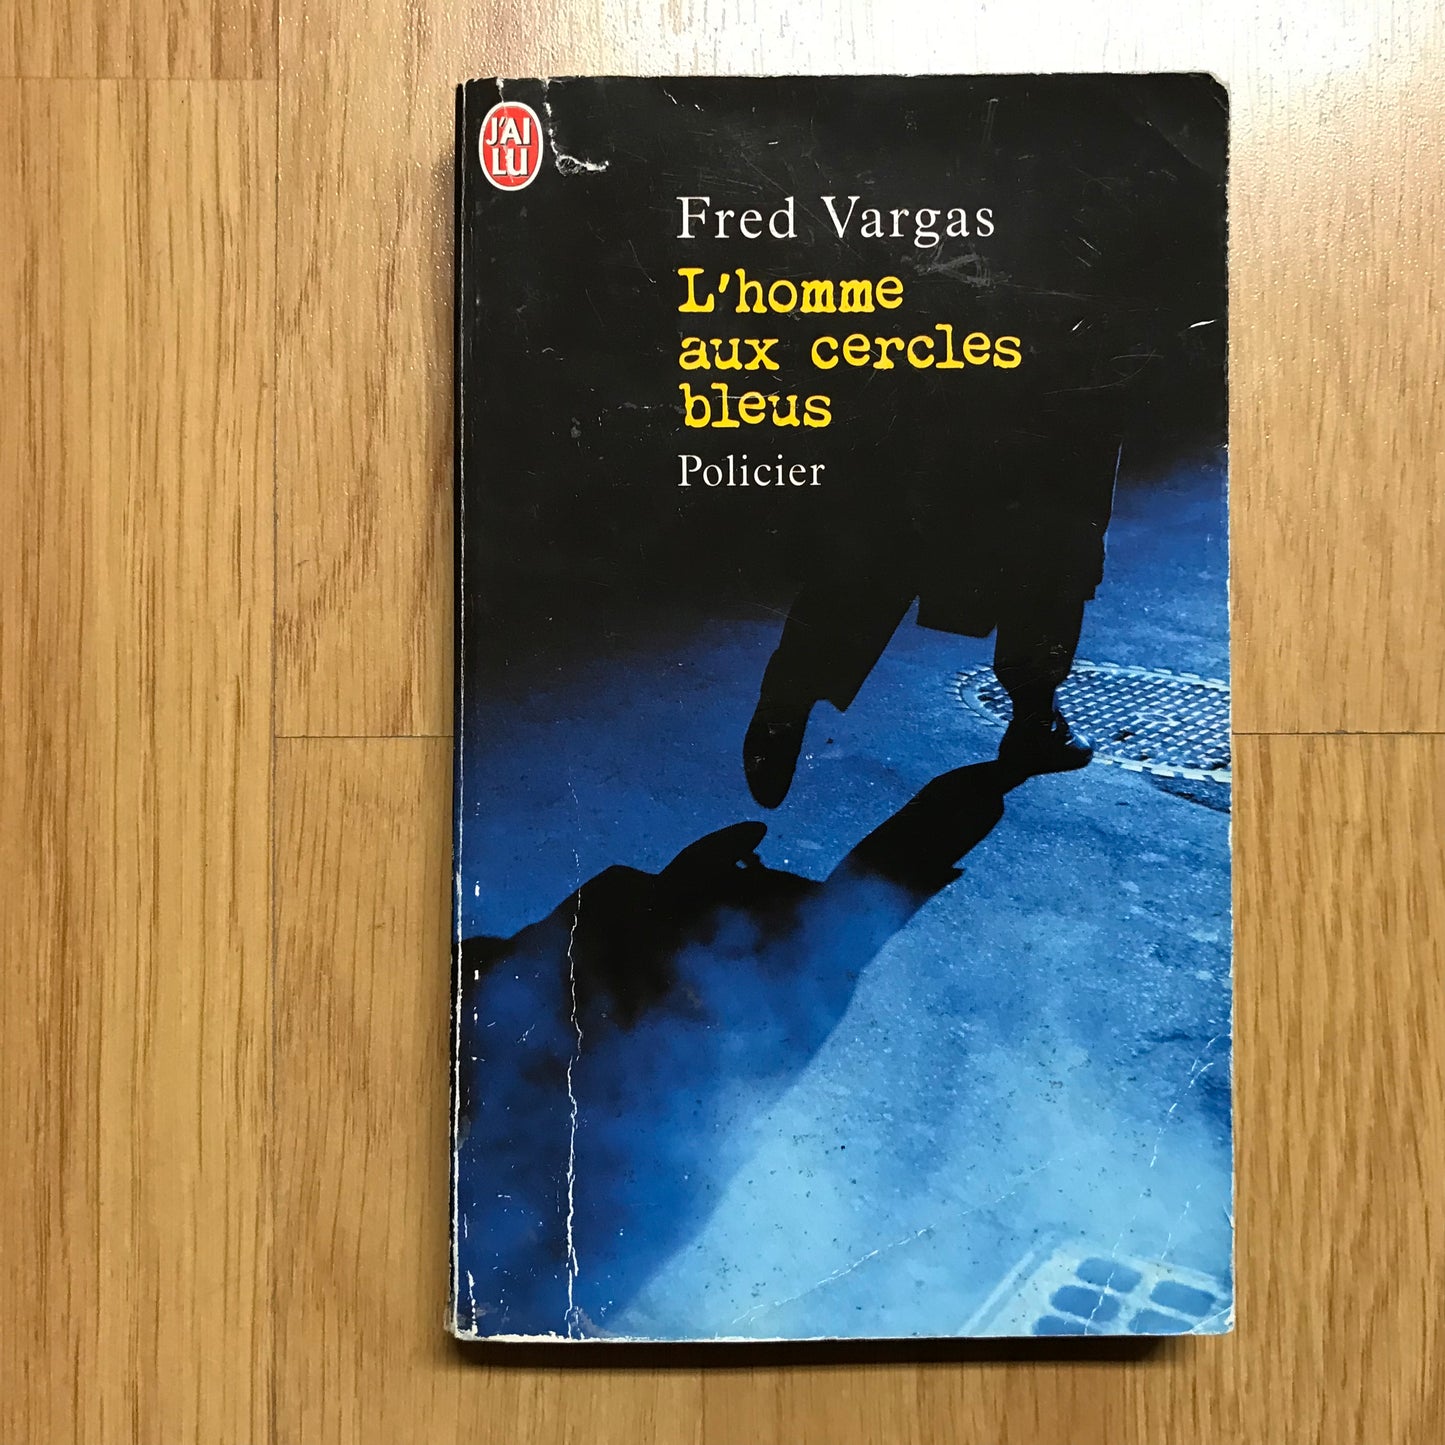 J'AI
LU
Fred Vargas
L'homme
aux cercles
bleus
Policier